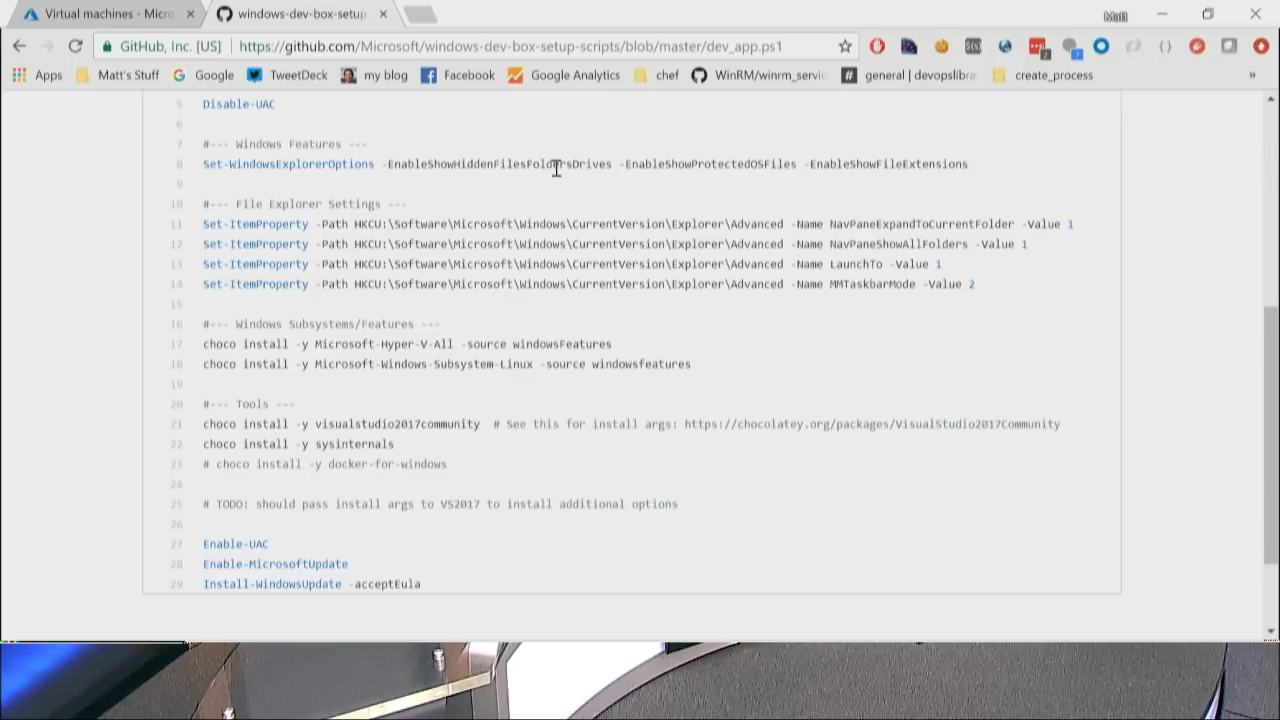 Virtual machines - Micro
windows-dev-box-setup
Matt
GitHub, Inc. [US]
https://github.com/Microsoft/windows-dev-box-setup-scripts/blob/master/dev_app.ps1
Apps
Matt's Stuff
Google
TweetDeck
my blog
Facebook
Google Analytics
chef
WinRM/winrm_servic
general | devopslibra
create_process
»
5 Disable-UAC
6
7 #--- Windows Features ---
8 Set-WindowsExplorerOptions -EnableShowHiddenFilesFoldersDrives -EnableShowProtectedOSFiles -EnableShowFileExtensions
9
10 #--- File Explorer Settings ---
11 Set-ItemProperty -Path HKCU:\Software\Microsoft\Windows\CurrentVersion\Explorer\Advanced -Name NavPaneExpandToCurrentFolder -Value 1
12 Set-ItemProperty -Path HKCU:\Software\Microsoft\Windows\CurrentVersion\Explorer\Advanced -Name NavPaneShowAllFolders -Value 1
13 Set-ItemProperty -Path HKCU:\Software\Microsoft\Windows\CurrentVersion\Explorer\Advanced -Name LaunchTo -Value 1
14 Set-ItemProperty -Path HKCU:\Software\Microsoft\Windows\CurrentVersion\Explorer\Advanced -Name MMTaskbarMode -Value 2
15
16 #--- Windows Subsystems/Features ---
17 choco install -y Microsoft-Hyper-V-All -source windowsFeatures
18 choco install -y Microsoft-Windows-Subsystem-Linux -source windowsfeatures
19
20 #--- Tools ---
21 choco install -y visualstudio2017community # See this for install args: https://chocolatey.org/packages/VisualStudio2017Community
22 choco install -y sysinternals
23 # choco install -y docker-for-windows
24
25 # TODO: should pass install args to VS2017 to install additional options
26
27 Enable-UAC
28 Enable-MicrosoftUpdate
29 Install-WindowsUpdate -acceptEula